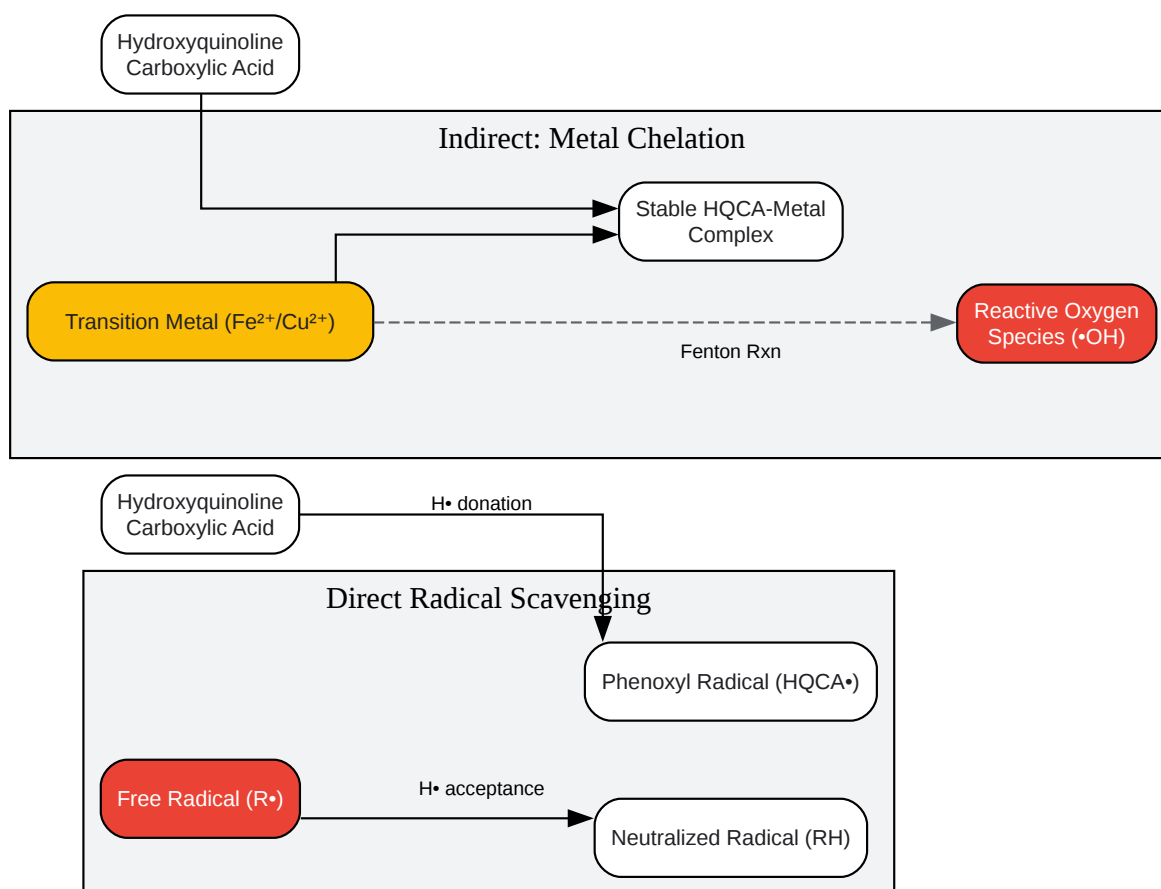 Hydroxyquinoline
Carboxylic Acid
Indirect: Metal Chelation
Stable HQCA-Metal
Complex
Transition Metal (Fe²⁺/Cu²⁺)
Reactive Oxygen
Species (•OH)
Fenton Rxn
Hydroxyquinoline
Carboxylic Acid
H• donation
Direct Radical Scavenging
Phenoxyl Radical (HQCA•)
Free Radical (R•)
H• acceptance
Neutralized Radical (RH)